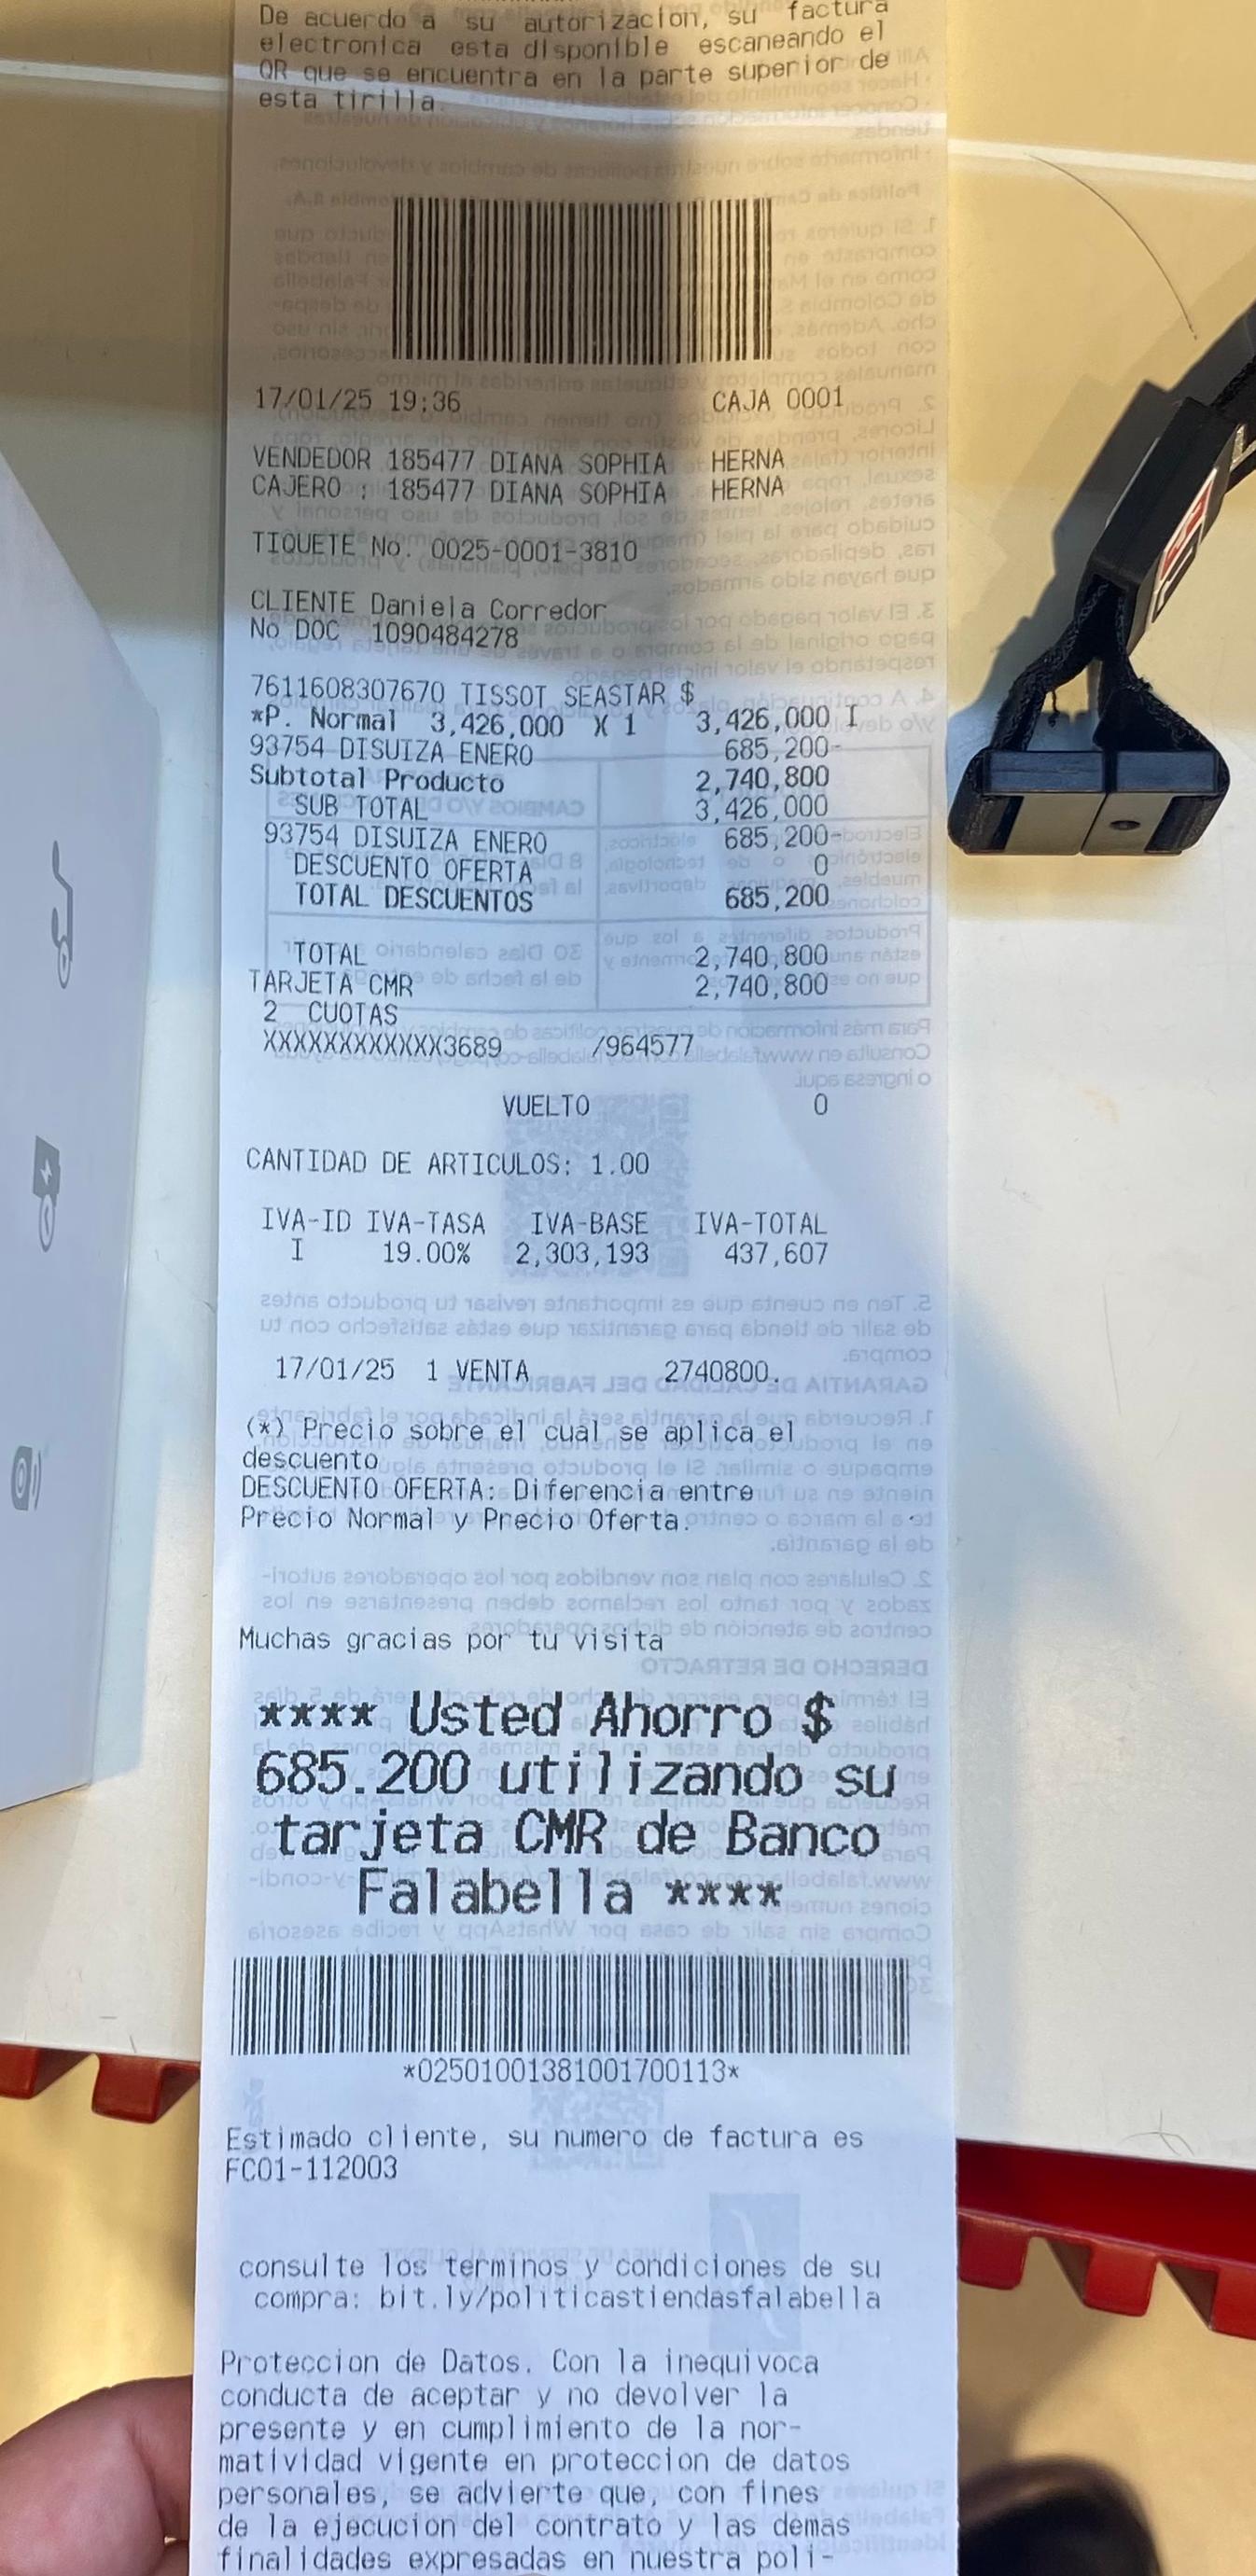 De acuerdo a su autorizacion, su factura
electronica esta disponible escaneando el
QR que se encuentra en la parte superior de
esta tirilla.
17/01/25 19:36 CAJA 0001
VENDEDOR 185477 DIANA SOPHIA HERNA
CAJERO : 185477 DIANA SOPHIA HERNA
TIQUETE No. 0025-0001-3810
CLIENTE Daniela Corredor
No DOC 1090484278
7611608307670 TISSOT SEASTAR $
*P. Normal 3,426,000 X 1 3,426,000 I
93754 DISUIZA ENERO 685,200-
Subtotal Producto 2,740,800
SUB TOTAL 3,426,000
93754 DISUIZA ENERO 685,200-
DESCUENTO OFERTA 0
TOTAL DESCUENTOS 685,200
TOTAL 2,740,800
TARJETA CMR 2,740,800
2 CUOTAS
XXXXXXXXXXXX3689 /964577
VUELTO 0
CANTIDAD DE ARTICULOS: 1.00
IVA-ID IVA-TASA IVA-BASE IVA-TOTAL
I 19.00% 2,303,193 437,607
17/01/25 1 VENTA 2740800.
(*) Precio sobre el cual se aplica el
descuento
DESCUENTO OFERTA: Diferencia entre
Precio Normal y Precio Oferta.
Muchas gracias por tu visita
**** Usted Ahorro $
685.200 utilizando su
tarjeta CMR de Banco
Falabella ****
*02501001381001700113*
Estimado cliente, su numero de factura es
FC01-112003
consulte los terminos y condiciones de su
compra: bit.ly/politicastiendasfalabella
Proteccion de Datos. Con la inequivoca
conducta de aceptar y no devolver la
presente y en cumplimiento de la nor-
matividad vigente en proteccion de datos
personales, se advierte que, con fines
de la ejecucion del contrato y las demas
finalidades expresadas en nuestra poli-